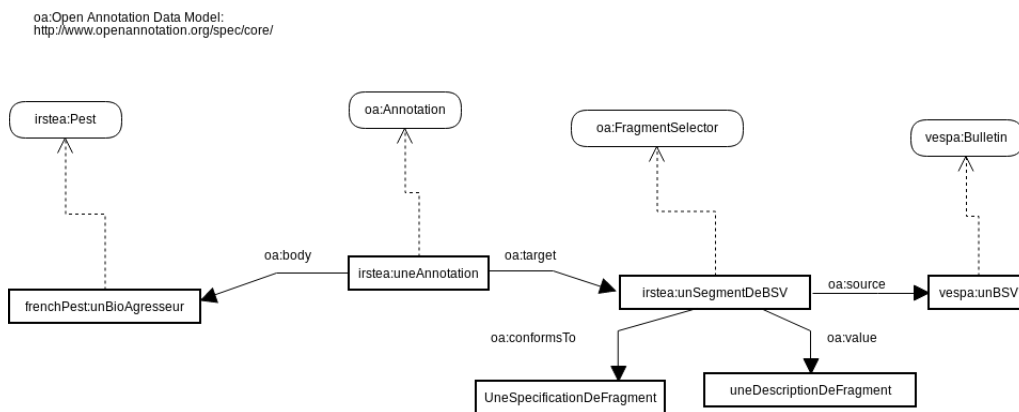 oa:Open Annotation Data Model:
http://www.openannotation.org/spec/core/
irstea:Pest
oa:Annotation
oa:FragmentSelector
vespa:Bulletin
oa:body
irstea:uneAnnotation
oa:target
frenchPest:unBioAgresseur
irstea:unSegmentDeBSV
oa:source
vespa:unBSV
oa:conformsTo
oa:value
UneSpecificationDeFragment
uneDescriptionDeFragment